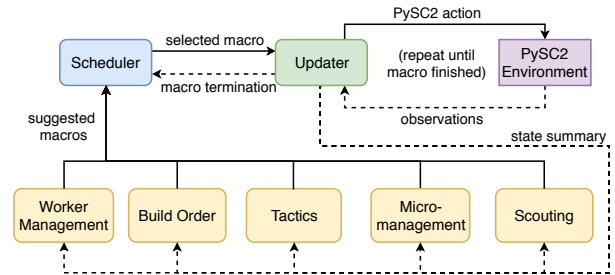 PySC2 action
selected macro
Scheduler
Updater
(repeat until
macro finished)
PySC2
Environment
macro termination
suggested
macros
observations
state summary
Worker
Management
Build Order
Tactics
Micro-
management
Scouting